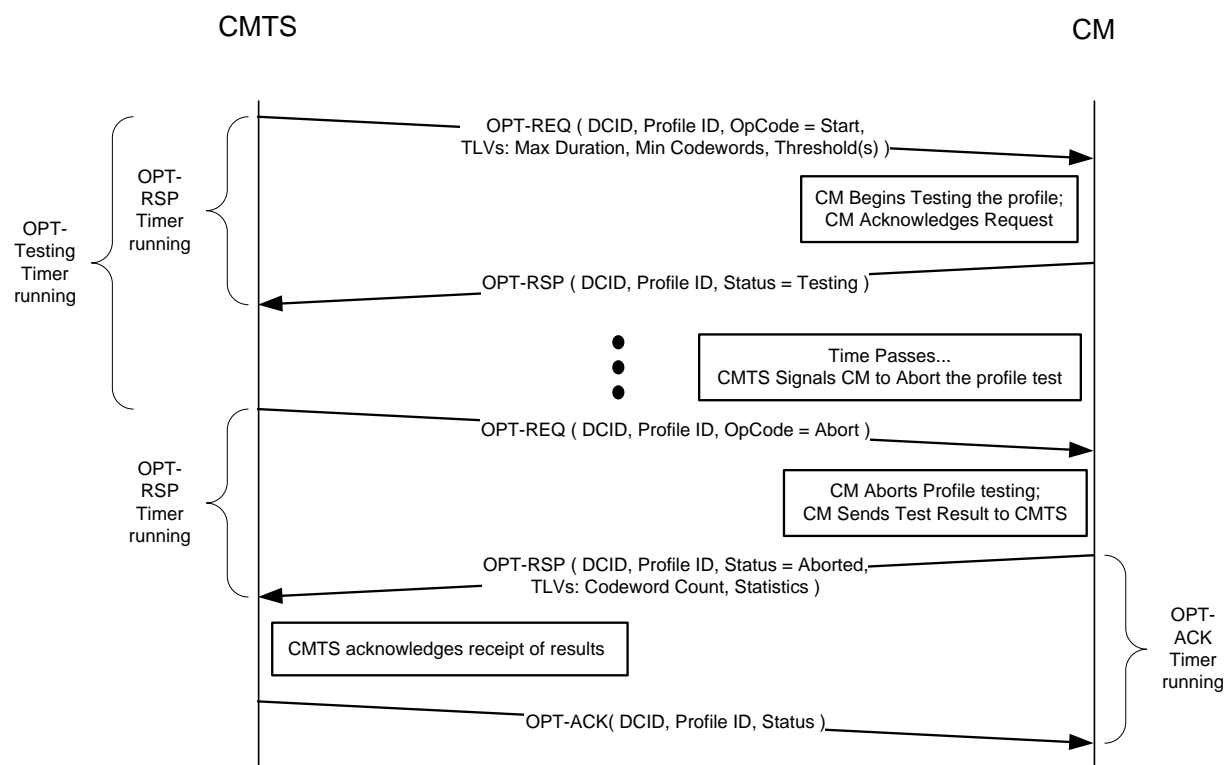 CMTS
CM
OPT-REQ ( DCID, Profile ID, OpCode = Start,
TLVs: Max Duration, Min Codewords, Threshold(s) )
OPT-
RSP
Timer
running
OPT-
Testing
Timer
running
CM Begins Testing the profile;
CM Acknowledges Request
OPT-RSP ( DCID, Profile ID, Status = Testing )
Time Passes...
CMTS Signals CM to Abort the profile test
OPT-REQ ( DCID, Profile ID, OpCode = Abort )
OPT-
RSP
Timer
running
CM Aborts Profile testing;
CM Sends Test Result to CMTS
OPT-RSP ( DCID, Profile ID, Status = Aborted,
TLVs: Codeword Count, Statistics )
OPT-
ACK
Timer
running
CMTS acknowledges receipt of results
OPT-ACK( DCID, Profile ID, Status )